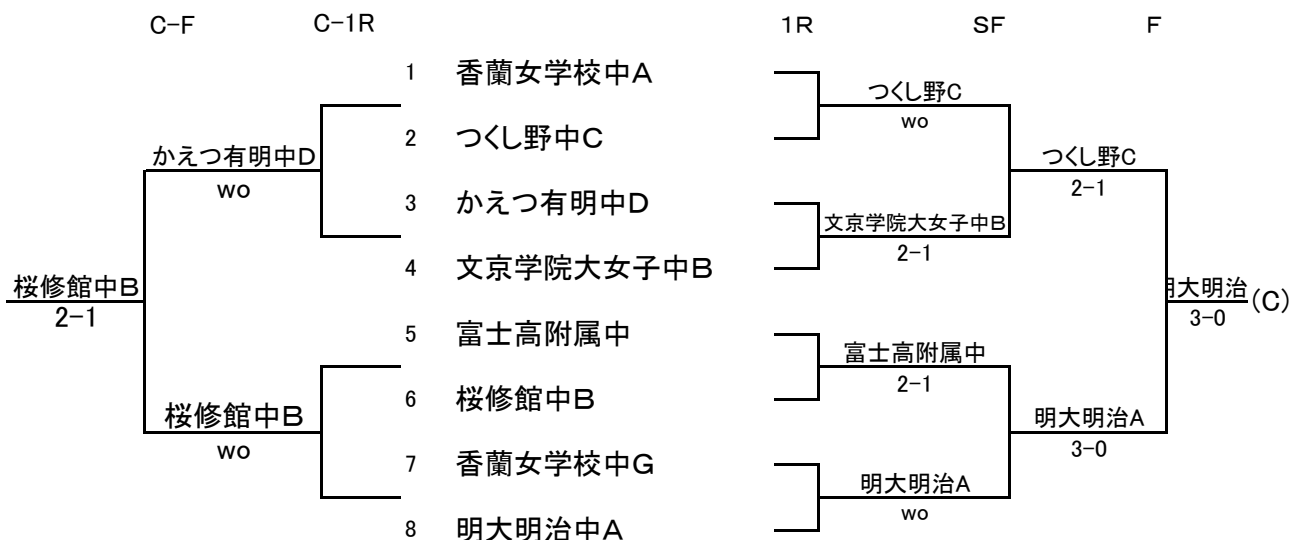 C-F C-1R 1R SF F
1 香蘭女学校中A
つくし野C
wo
2 つくし野中C
かえつ有明中D
wo
つくし野C
2-1
3 かえつ有明中D
文京学院大女子中B
2-1
4 文京学院大女子中B
桜修館中B
2-1
明大明治 (C)
3-0
5 富士高附属中
富士高附属中
2-1
6 桜修館中B
桜修館中B
wo
明大明治A
3-0
7 香蘭女学校中G
明大明治A
wo
8 明大明治中A